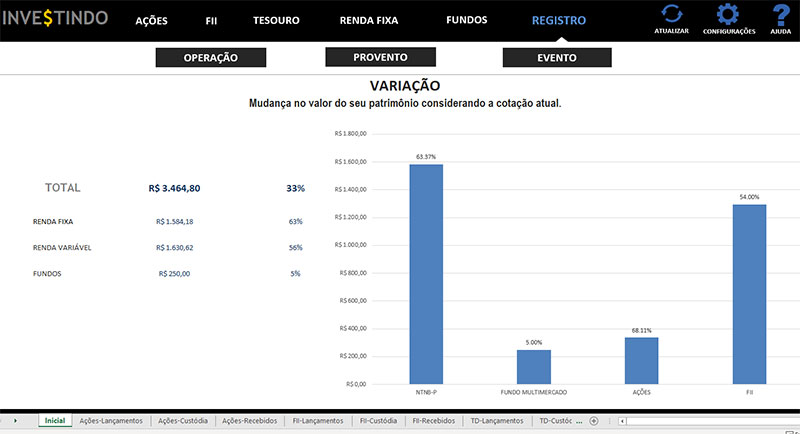 INVE$TINDO AÇÕES FII TESOURO RENDA FIXA FUNDOS REGISTRO
ATUALIZAR CONFIGURAÇÕES ? AJUDA
OPERAÇÃO PROVENTO EVENTO
VARIAÇÃO
Mudança no valor do seu patrimônio considerando a cotação atual.
TOTAL R$ 3.464,80 33%
RENDA FIXA R$ 1.584,18 63%
RENDA VARIÁVEL R$ 1.630,62 56%
FUNDOS R$ 250,00 5%
R$ 1.800,00
R$ 1.600,00
R$ 1.400,00
R$ 1.200,00
R$ 1.000,00
R$ 800,00
R$ 600,00
R$ 400,00
R$ 200,00
R$ 0,00
63.37%
5.00%
68.11%
54.00%
NTNB-P FUNDO MULTIMERCADO AÇÕES FII
Inicial Ações-Lançamentos Ações-Custódia Ações-Recebidos FII-Lançamentos FII-Custódia FII-Recebidos TD-Lançamentos TD-Custóc ...